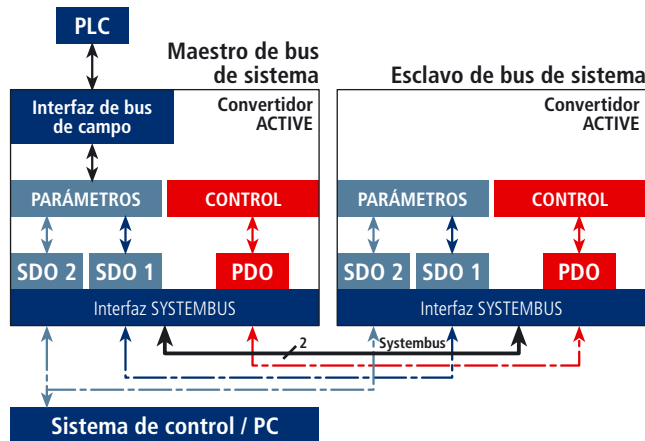 PLC
Maestro de bus
de sistema
Esclavo de bus de sistema
Interfaz de bus
de campo
Convertidor
ACTIVE
Convertidor
ACTIVE
PARÁMETROS
CONTROL
PARÁMETROS
CONTROL
SDO 2
SDO 1
PDO
SDO 2
SDO 1
PDO
Interfaz SYSTEMBUS
Interfaz SYSTEMBUS
2
Systembus
Sistema de control / PC